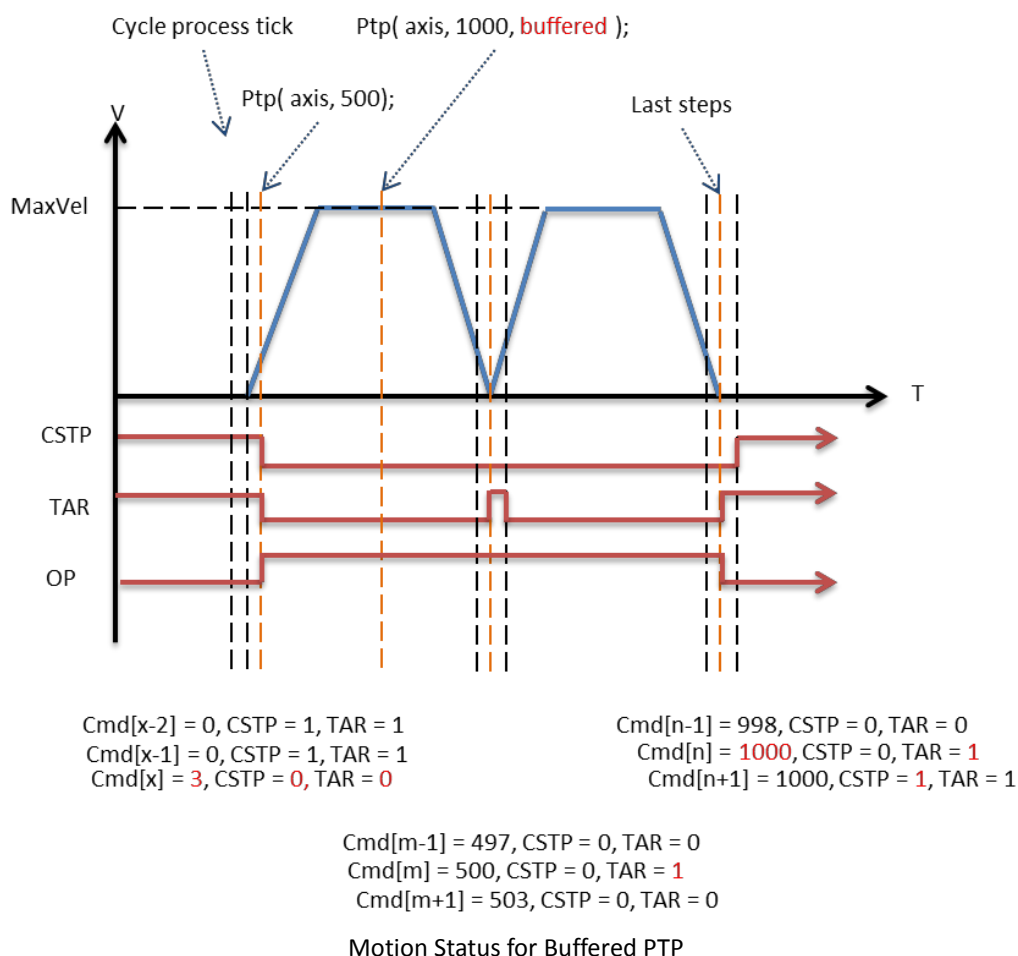 Cycle process tick
Ptp( axis, 1000, buffered );
Ptp( axis, 500);
Last steps
V
MaxVel
T
CSTP
TAR
OP
Cmd[x-2] = 0, CSTP = 1, TAR = 1
Cmd[x-1] = 0, CSTP = 1, TAR = 1
Cmd[x] = 3, CSTP = 0, TAR = 0
Cmd[n-1] = 998, CSTP = 0, TAR = 0
Cmd[n] = 1000, CSTP = 0, TAR = 1
Cmd[n+1] = 1000, CSTP = 1, TAR = 1
Cmd[m-1] = 497, CSTP = 0, TAR = 0
Cmd[m] = 500, CSTP = 0, TAR = 1
Cmd[m+1] = 503, CSTP = 0, TAR = 0
Motion Status for Buffered PTP